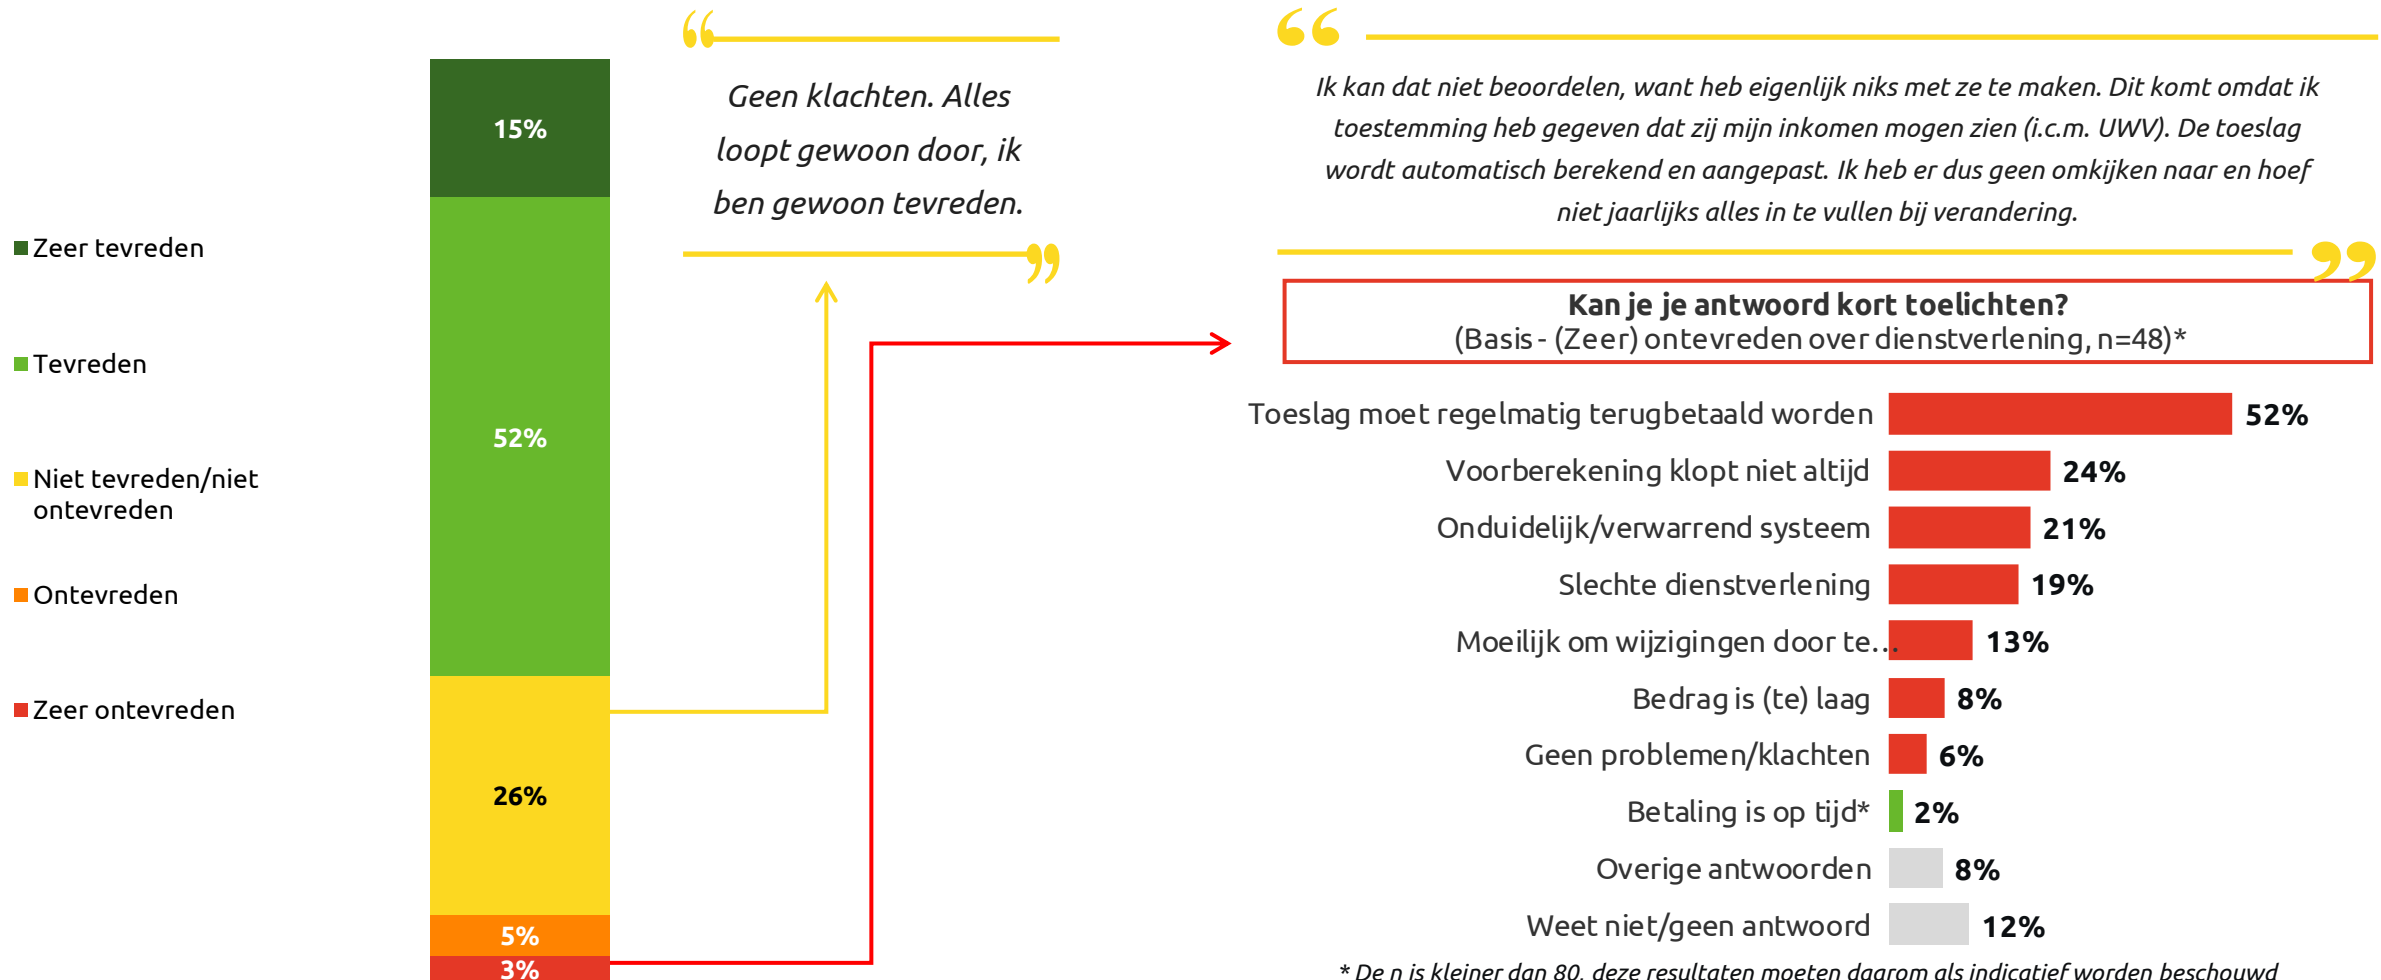 Zeer tevreden
Tevreden
Niet tevreden/niet
ontevreden
Ontevreden
Zeer ontevreden
15%
52%
26%
5%
3%
“
Geen klachten. Alles
loopt gewoon door, ik
ben gewoon tevreden.
”
“
Ik kan dat niet beoordelen, want heb eigenlijk niks met ze te maken. Dit komt omdat ik
toestemming heb gegeven dat zij mijn inkomen mogen zien (i.c.m. UWV). De toeslag
wordt automatisch berekend en aangepast. Ik heb er dus geen omkijken naar en hoef
niet jaarlijks alles in te vullen bij verandering.
”
Kan je je antwoord kort toelichten?
(Basis - (Zeer) ontevreden over dienstverlening, n=48)*
Toeslag moet regelmatig terugbetaald worden 52%
Voorberekening klopt niet altijd 24%
Onduidelijk/verwarrend systeem 21%
Slechte dienstverlening 19%
Moeilijk om wijzigingen door te... 13%
Bedrag is (te) laag 8%
Geen problemen/klachten 6%
Betaling is op tijd* 2%
Overige antwoorden 8%
Weet niet/geen antwoord 12%
* De n is kleiner dan 80, deze resultaten moeten daarom als indicatief worden beschouwd